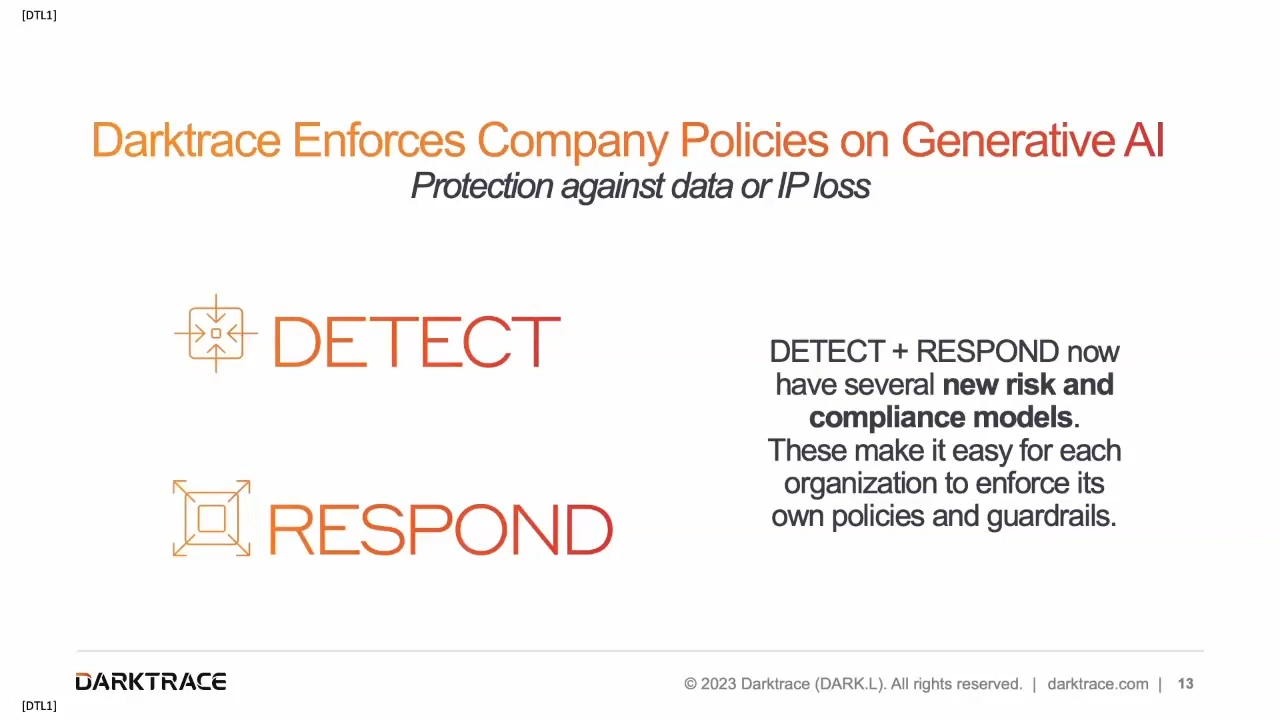 [DTL1]
Darktrace Enforces Company Policies on Generative AI
Protection against data or IP loss
DETECT
RESPOND
DETECT + RESPOND now
have several new risk and
compliance models.
These make it easy for each
organization to enforce its
own policies and guardrails.
DARKTRACE
© 2023 Darktrace (DARK.L). All rights reserved. | darktrace.com | 13
[DTL1]